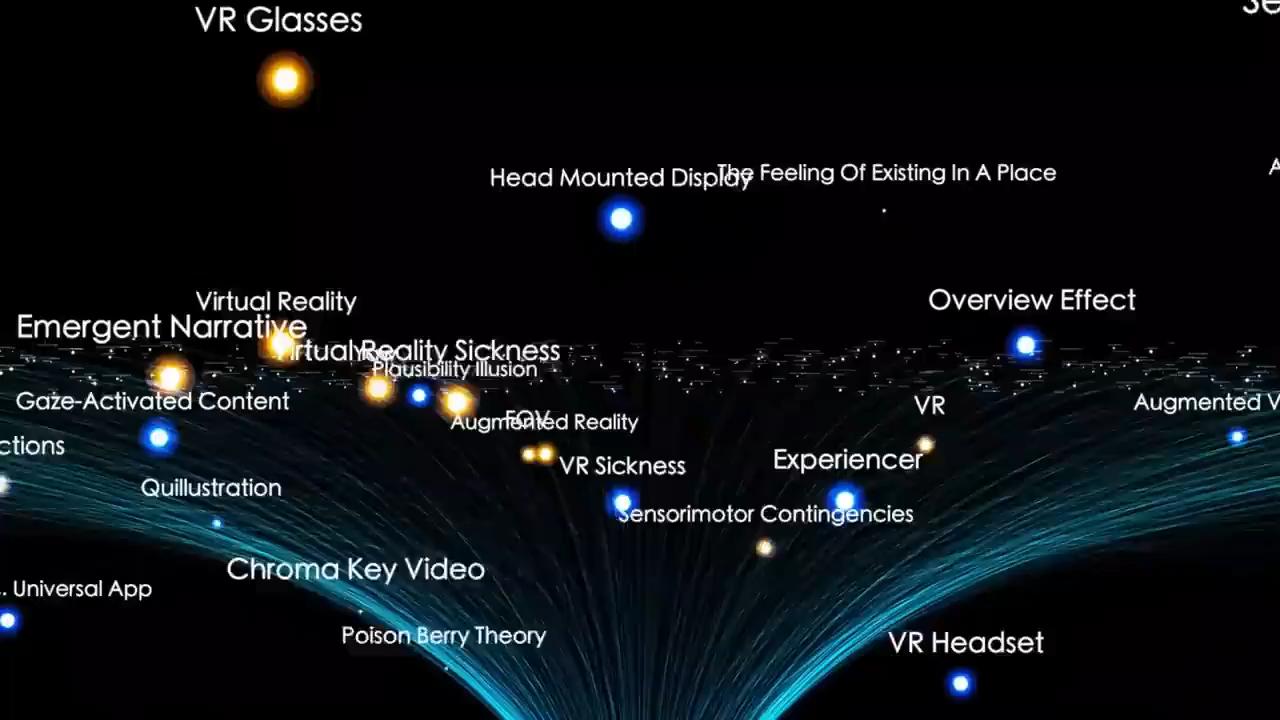 VR Glasses
Head Mounted Display
The Feeling Of Existing In A Place
Virtual Reality
Overview Effect
Emergent Narrative
Virtual Reality Sickness
Plausibility Illusion
Gaze-Activated Content
Augmented V
VR
FOV
Augmented Reality
ctions
VR Sickness
Experiencer
Quillustration
Sensorimotor Contingencies
Chroma Key Video
.. Universal App
Poison Berry Theory
VR Headset